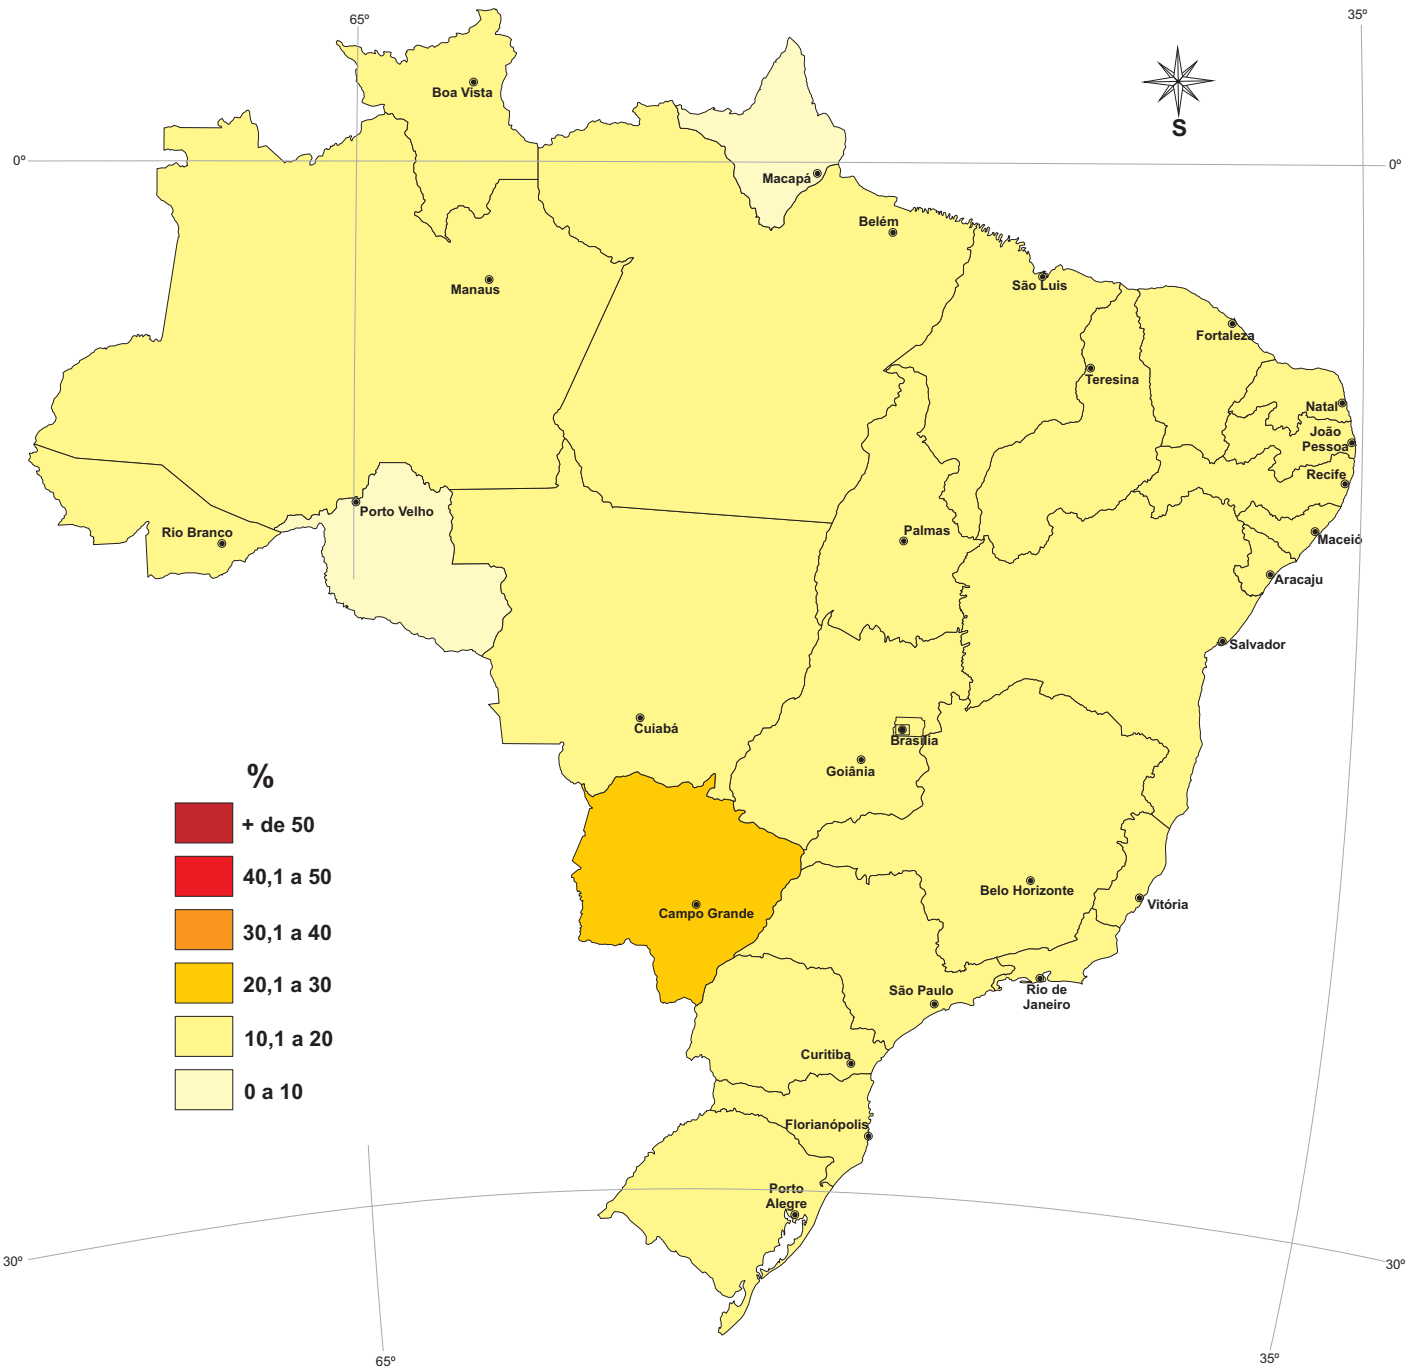 65º
35º
Boa Vista
S
0º
0º
Macapá
Belém
Manaus
São Luis
Fortaleza
Teresina
Natal
João
Pessoa
Recife
Porto Velho
Rio Branco
Palmas
Maceió
Aracaju
Salvador
Cuiabá
Brasília
Goiânia
%
+ de 50
40,1 a 50
30,1 a 40
20,1 a 30
10,1 a 20
0 a 10
Campo Grande
Belo Horizonte
Vitória
São Paulo
Rio de
Janeiro
Curitiba
Florianópolis
Porto
Alegre
30º
30º
65º
35º